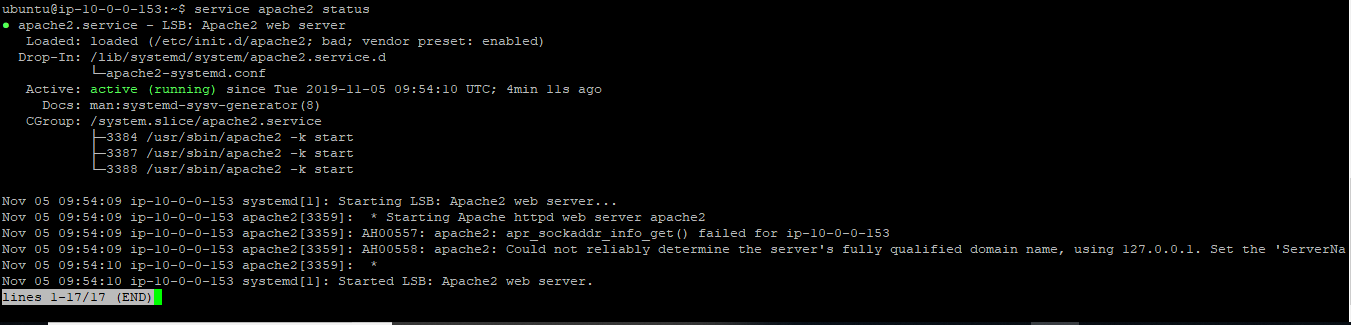 ubuntu@ip-10-0-0-153:~$ service apache2 status
● apache2.service - LSB: Apache2 web server
   Loaded: loaded (/etc/init.d/apache2; bad; vendor preset: enabled)
  Drop-In: /lib/systemd/system/apache2.service.d
           └─apache2-systemd.conf
   Active: active (running) since Tue 2019-11-05 09:54:10 UTC; 4min 11s ago
     Docs: man:systemd-sysv-generator(8)
   CGroup: /system.slice/apache2.service
           ├─3384 /usr/sbin/apache2 -k start
           ├─3387 /usr/sbin/apache2 -k start
           └─3388 /usr/sbin/apache2 -k start

Nov 05 09:54:09 ip-10-0-0-153 systemd[1]: Starting LSB: Apache2 web server...
Nov 05 09:54:09 ip-10-0-0-153 apache2[3359]:  * Starting Apache httpd web server apache2
Nov 05 09:54:09 ip-10-0-0-153 apache2[3359]: AH00557: apache2: apr_sockaddr_info_get() failed for ip-10-0-0-153
Nov 05 09:54:09 ip-10-0-0-153 apache2[3359]: AH00558: apache2: Could not reliably determine the server's fully qualified domain name, using 127.0.0.1. Set the 'ServerNa
Nov 05 09:54:10 ip-10-0-0-153 apache2[3359]:  *
Nov 05 09:54:10 ip-10-0-0-153 systemd[1]: Started LSB: Apache2 web server.
lines 1-17/17 (END)